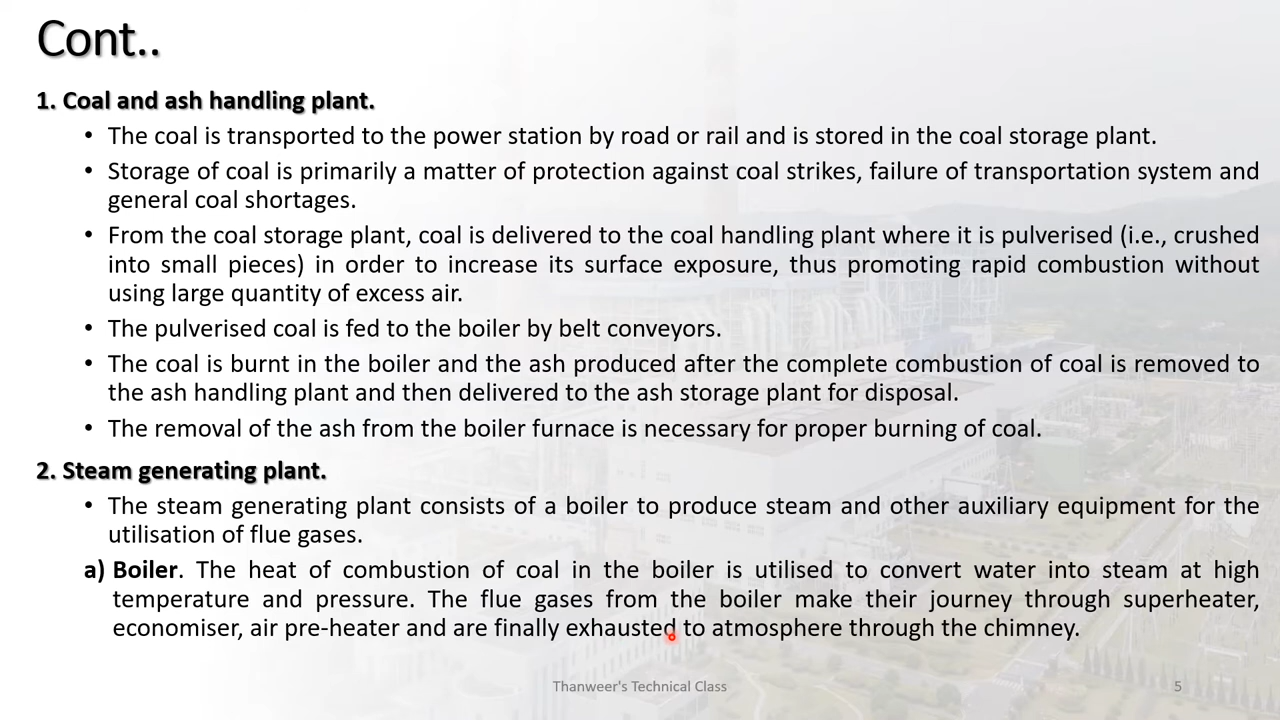 Cont..
1. Coal and ash handling plant.
• The coal is transported to the power station by road or rail and is stored in the coal storage plant.
• Storage of coal is primarily a matter of protection against coal strikes, failure of transportation system and
general coal shortages.
• From the coal storage plant, coal is delivered to the coal handling plant where it is pulverised (i.e., crushed
into small pieces) in order to increase its surface exposure, thus promoting rapid combustion without
using large quantity of excess air.
• The pulverised coal is fed to the boiler by belt conveyors.
• The coal is burnt in the boiler and the ash produced after the complete combustion of coal is removed to
the ash handling plant and then delivered to the ash storage plant for disposal.
• The removal of the ash from the boiler furnace is necessary for proper burning of coal.
2. Steam generating plant.
• The steam generating plant consists of a boiler to produce steam and other auxiliary equipment for the
utilisation of flue gases.
a) Boiler. The heat of combustion of coal in the boiler is utilised to convert water into steam at high
temperature and pressure. The flue gases from the boiler make their journey through superheater,
economiser, air pre-heater and are finally exhausted to atmosphere through the chimney.
Thanweer's Technical Class
5